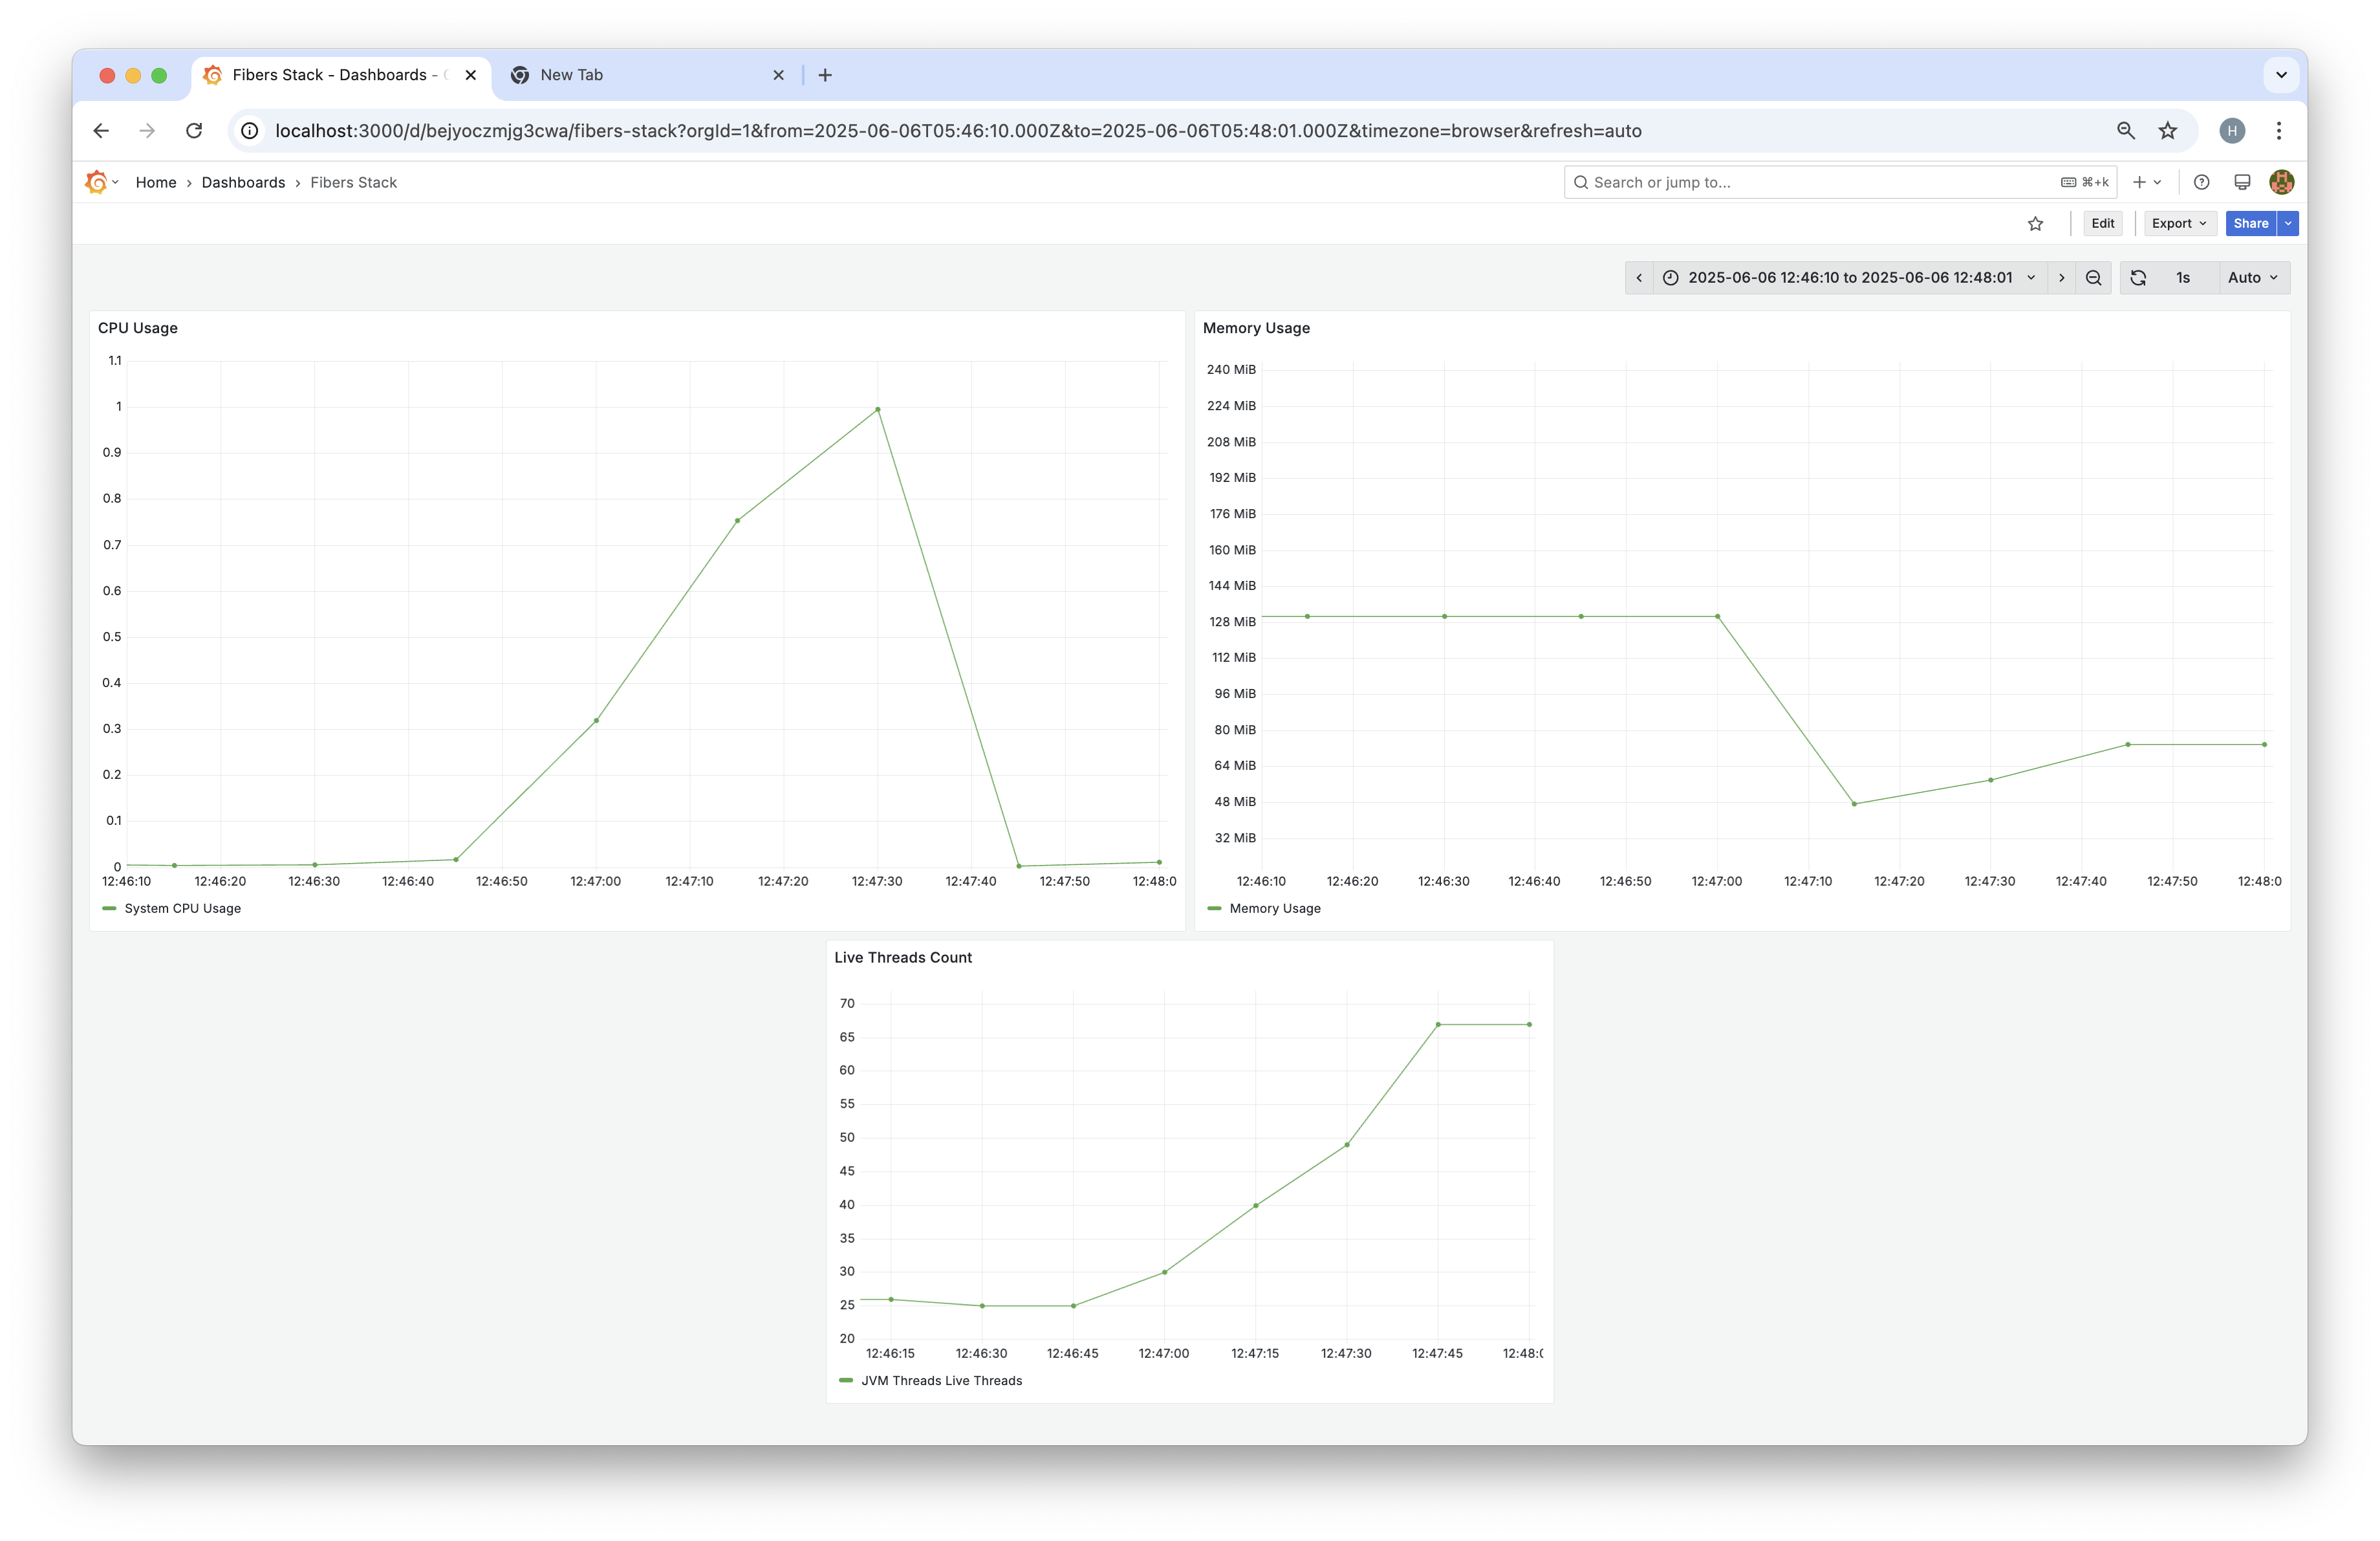 Fibers Stack - Dashboards -
New Tab
localhost:3000/d/bejyoczmjg3cwa/fibers-stack?orgId=1&from=2025-06-06T05:46:10.000Z&to=2025-06-06T05:48:01.000Z&timezone=browser&refresh=auto
H
Home › Dashboards › Fibers Stack
Search or jump to...
⌘+k
Edit
Export
Share
2025-06-06 12:46:10 to 2025-06-06 12:48:01
1s
Auto
CPU Usage
1.1
1
0.9
0.8
0.7
0.6
0.5
0.4
0.3
0.2
0.1
0
12:46:10 12:46:20 12:46:30 12:46:40 12:46:50 12:47:00 12:47:10 12:47:20 12:47:30 12:47:40 12:47:50 12:48:0
System CPU Usage
Memory Usage
240 MiB
224 MiB
208 MiB
192 MiB
176 MiB
160 MiB
144 MiB
128 MiB
112 MiB
96 MiB
80 MiB
64 MiB
48 MiB
32 MiB
12:46:10 12:46:20 12:46:30 12:46:40 12:46:50 12:47:00 12:47:10 12:47:20 12:47:30 12:47:40 12:47:50 12:48:0
Memory Usage
Live Threads Count
70
65
60
55
50
45
40
35
30
25
20
12:46:15 12:46:30 12:46:45 12:47:00 12:47:15 12:47:30 12:47:45 12:48:0
JVM Threads Live Threads